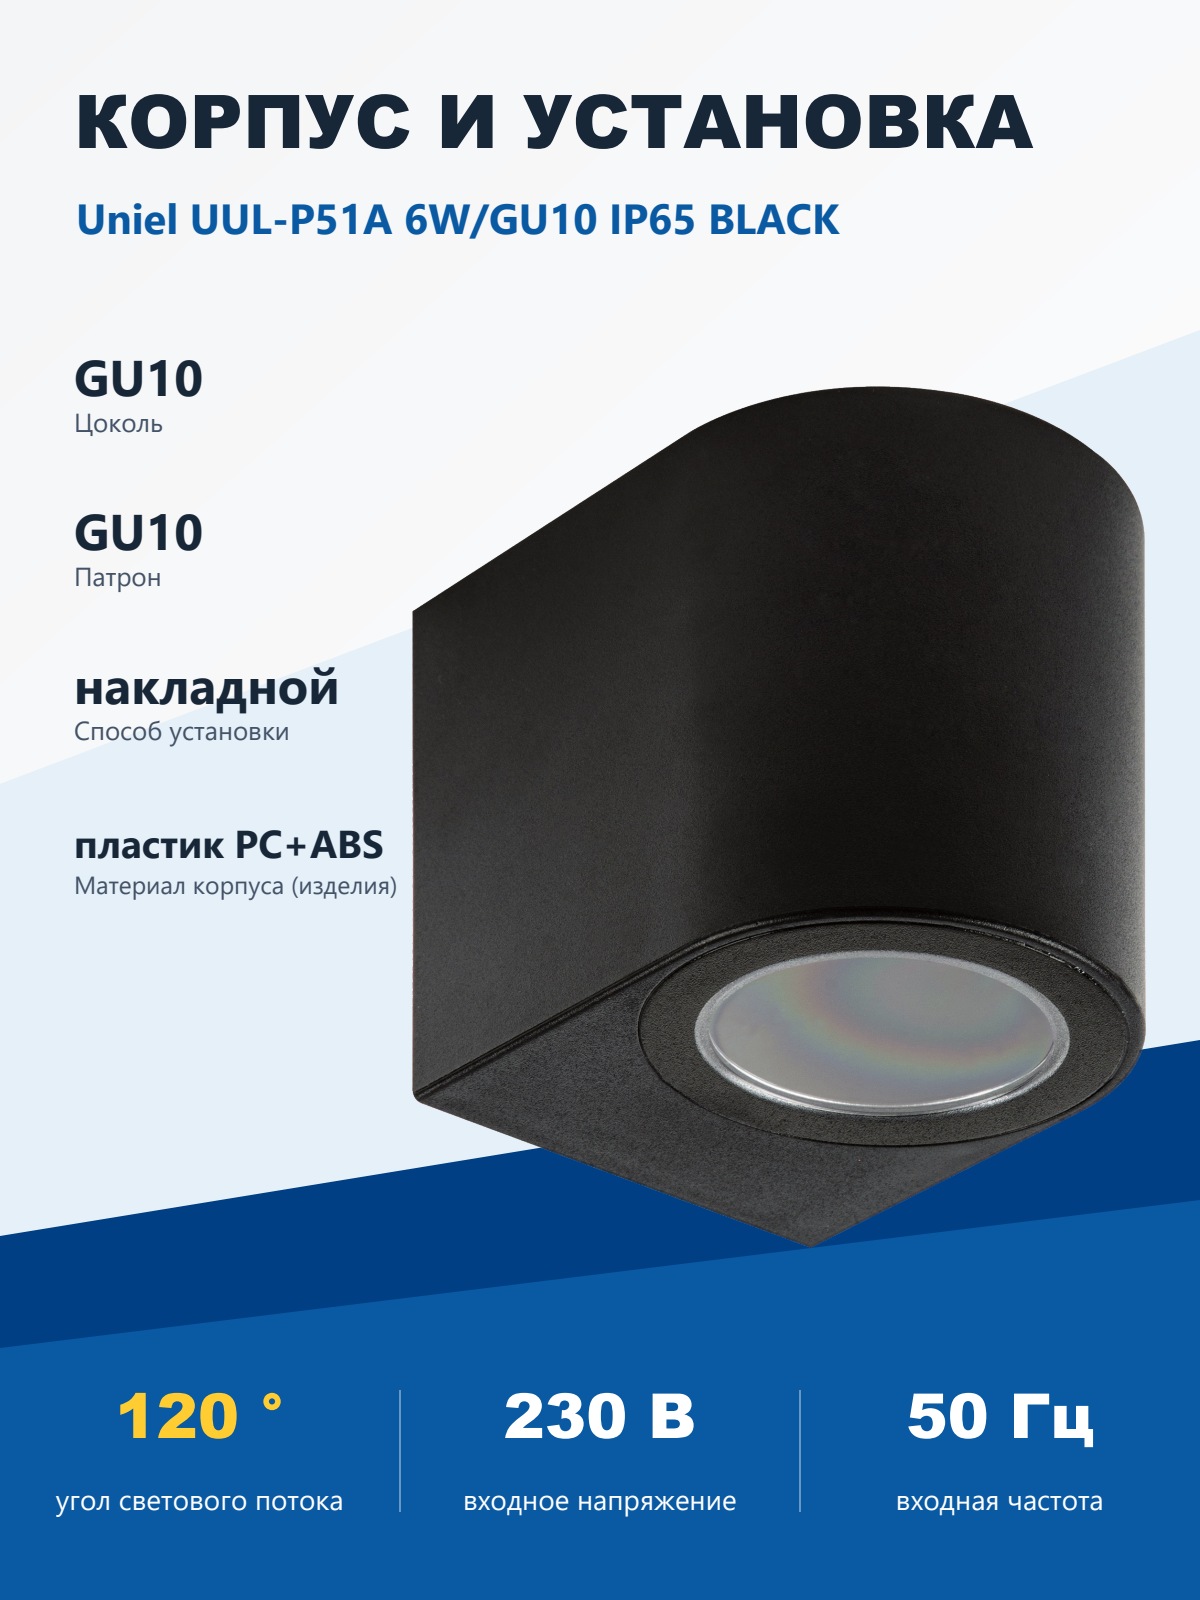 КОРПУС И УСТАНОВКА
Uniel UUL-P51A 6W/GU10 IP65 BLACK
GU10
Цоколь
GU10
Патрон
накладной
Способ установки
пластик PC+ABS
Материал корпуса (изделия)
120 °
угол светового потока
230 В
входное напряжение
50 Гц
входная частота